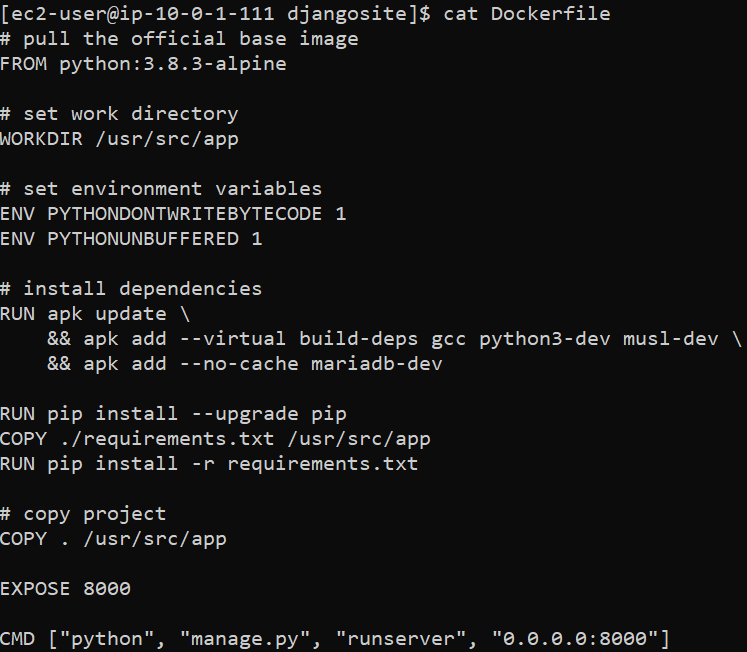 [ec2-user@ip-10-0-1-111 djangosite]$ cat Dockerfile
# pull the official base image
FROM python:3.8.3-alpine
# set work directory
WORKDIR /usr/src/app
# set environment variables
ENV PYTHONDONTWRITEBYTECODE 1
ENV PYTHONUNBUFFERED 1
# install dependencies
RUN apk update \
    && apk add --virtual build-deps gcc python3-dev musl-dev \
    && apk add --no-cache mariadb-dev
RUN pip install --upgrade pip
COPY ./requirements.txt /usr/src/app
RUN pip install -r requirements.txt
# copy project
COPY . /usr/src/app
EXPOSE 8000
CMD ["python", "manage.py", "runserver", "0.0.0.0:8000"]